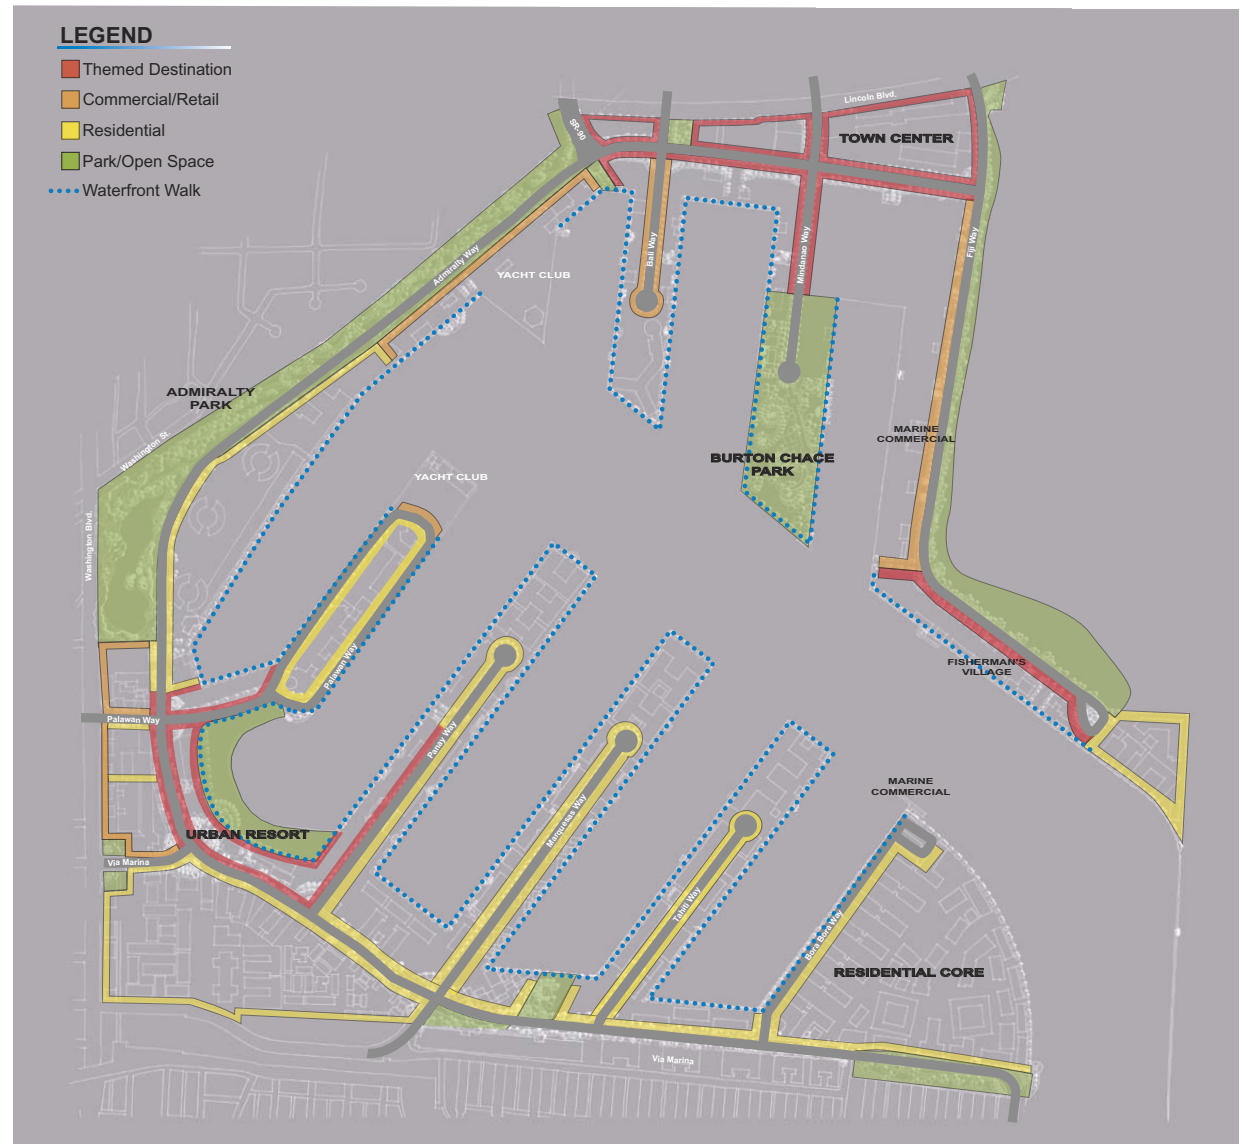 LEGEND
Themed Destination
Commercial/Retail
Residential
Park/Open Space
Waterfront Walk
Lincoln Blvd.
SR-90
TOWN CENTER
Bali Way
Mindanao Way
Fiji Way
Admiralty Way
YACHT CLUB
ADMIRALTY
PARK
Washington St.
MARINE
COMMERCIAL
BURTON CHACE
PARK
YACHT CLUB
Washington Blvd.
Palawan Way
FISHERMAN'S
VILLAGE
Palawan Way
Panay Way
MARINE
COMMERCIAL
Marquesas Way
URBAN RESORT
Via Marina
Tahiti Way
Bora Bora Way
RESIDENTIAL CORE
Via Marina